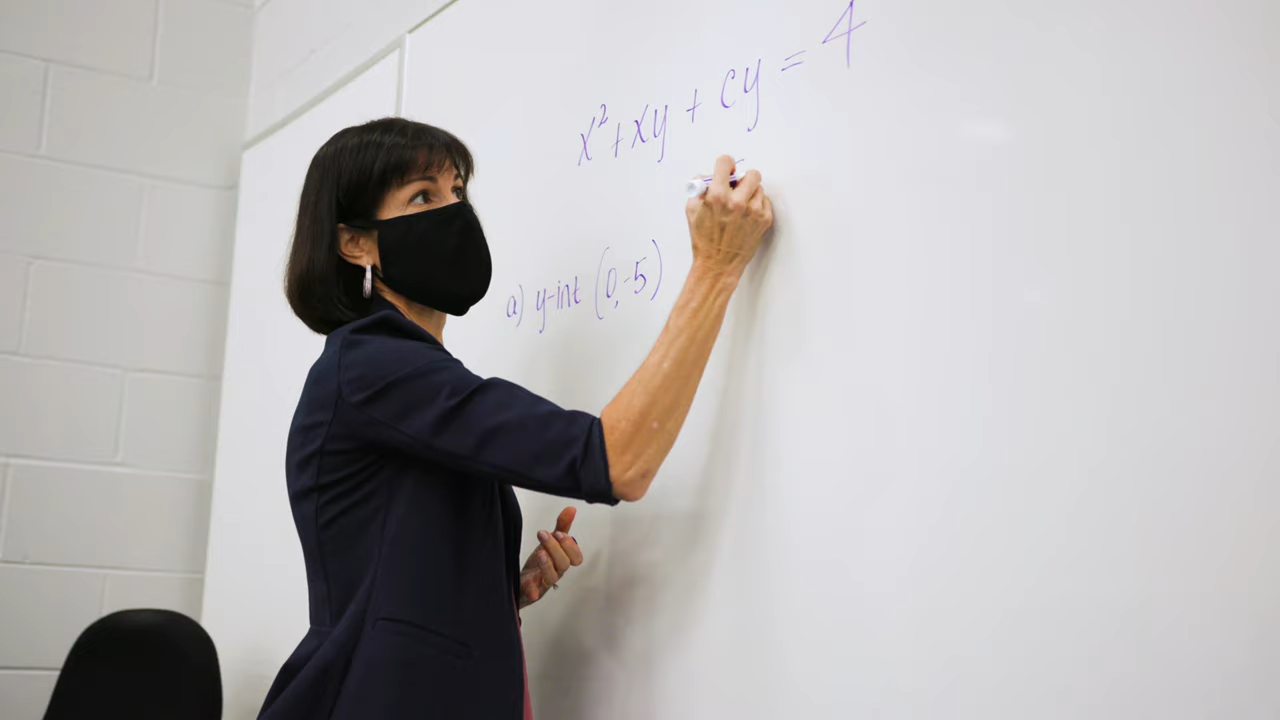 x²+xy + cy = 4
a) y-int (0,-5)